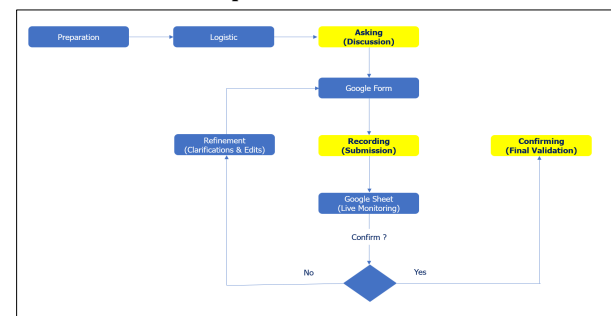 Preparation
Logistic
Asking
(Discussion)
Google Form
Refinement
(Clarifications & Edits)
Recording
(Submission)
Confirming
(Final Validation)
Google Sheet
(Live Monitoring)
Confirm ?
No
Yes